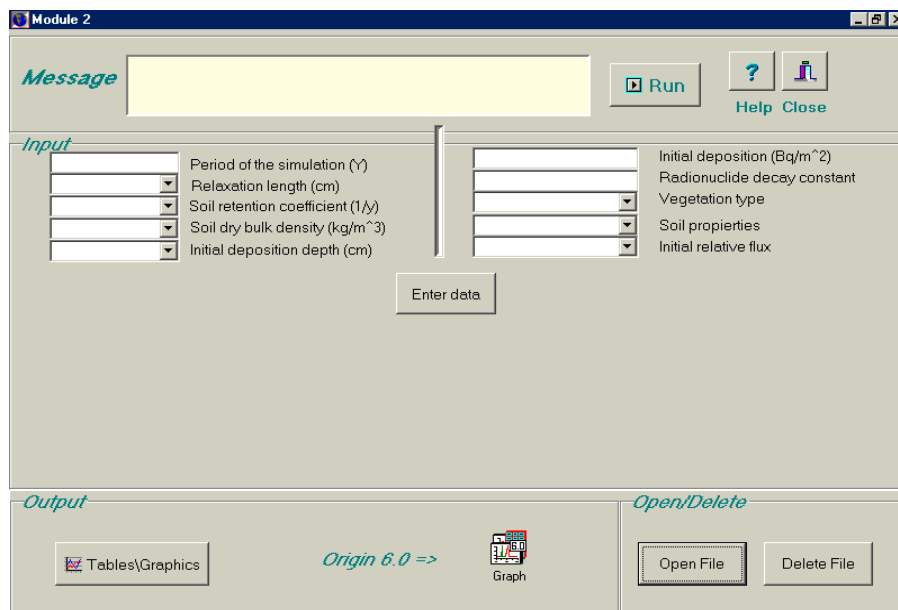 Module 2
Message
Run
?
Help Close
Input
Period of the simulation (Y)
Relaxation length (cm)
Soil retention coefficient (1/y)
Soil dry bulk density (kg/m^3)
Initial deposition depth (cm)
Initial deposition (Bq/m^2)
Radionuclide decay constant
Vegetation type
Soil propierties
Initial relative flux
Enter data
Output
Tables\Graphics
Origin 6.0 =>
6.0
Graph
Open/Delete
Open File
Delete File